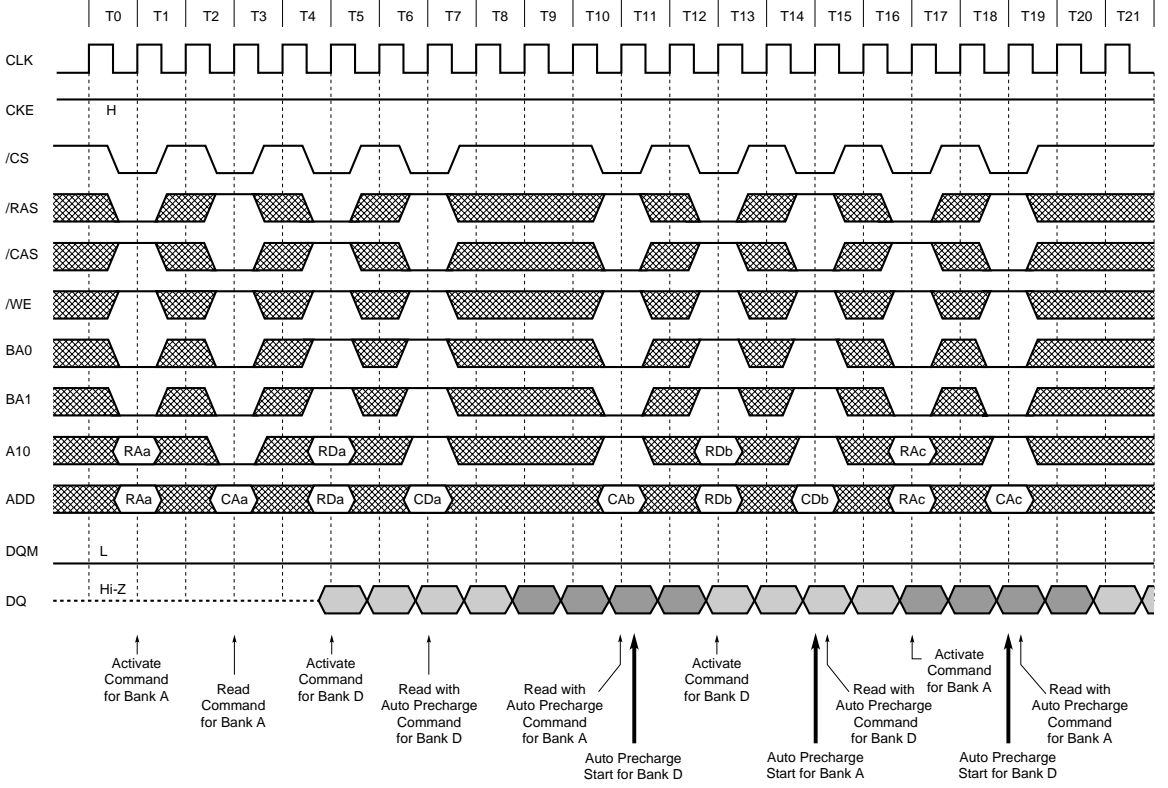 T0 T1 T2 T3 T4 T5 T6 T7 T8 T9 T10 T11 T12 T13 T14 T15 T16 T17 T18 T19 T20 T21
CLK
CKE H
/CS
/RAS
/CAS
/WE
BA0
BA1
A10 RAa RDa RDb RAc
ADD RAa CAa RDa CDa CAb RDb CDb RAc CAc
DQM L
DQ Hi-Z
Activate
Command
for Bank A
Read
Command
for Bank A
Activate
Command
for Bank D
Read with
Auto Precharge
Command
for Bank D
Read with
Auto Precharge
Command
for Bank A
Auto Precharge
Start for Bank D
Activate
Command
for Bank D
Auto Precharge
Start for Bank A
Read with
Auto Precharge
Command
for Bank D
Activate
Command
for Bank A
Auto Precharge
Start for Bank D
Read with
Auto Precharge
Command
for Bank A